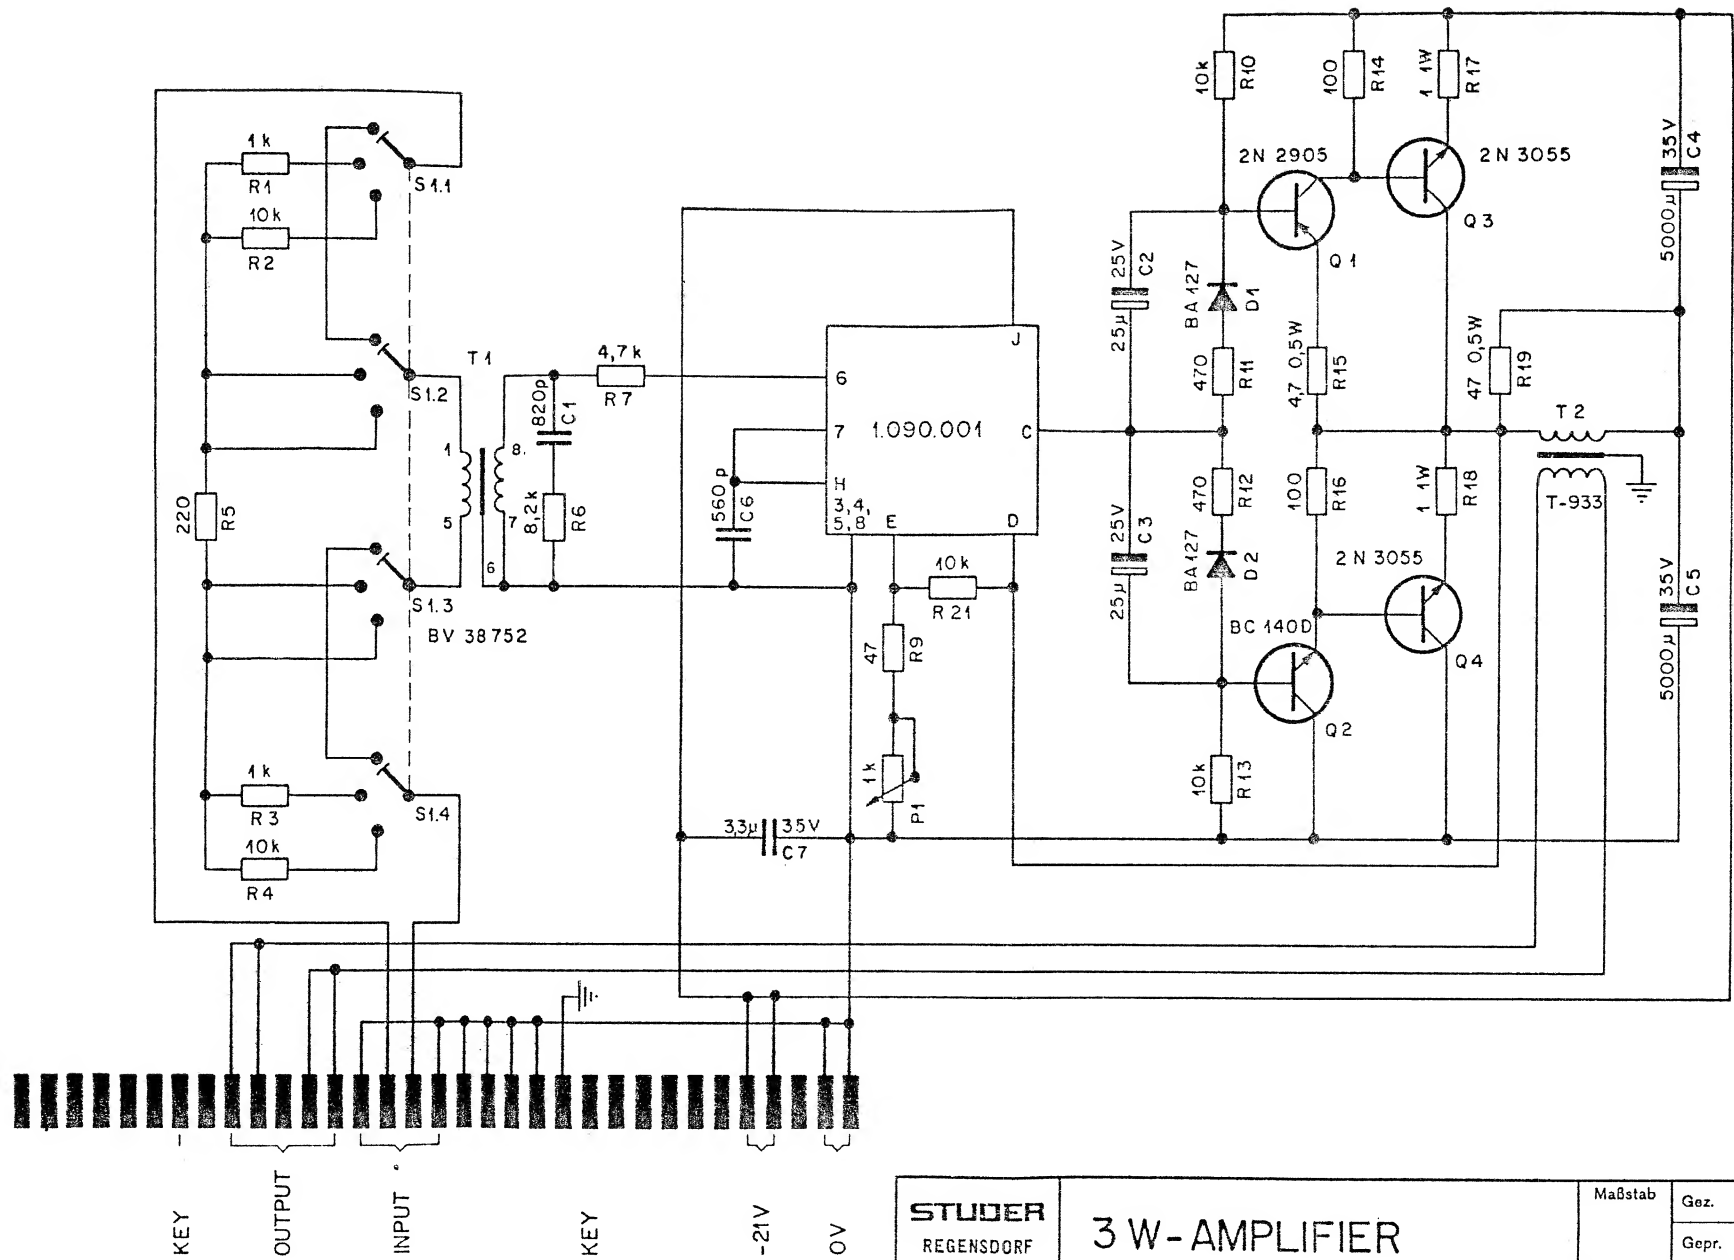 1 k
R1
10 k
R2
S1.1
S1.2
220
R5
T1
1
5
8.
7
6
S1.3
BV 38752
1 k
R3
10k
R4
S1.4
820p
C1
8,2k
R6
4,7 k
R7
560 p
C6
6
7
H
3,4,
5,8
E
D
C
J
1.090.001
10k
R 21
47
R9
1k
P1
3,3µ
35V
C7
25µ 25V
C2
25µ 25V
C3
10k
R10
BA 127
D1
470
R11
470
R12
BA 127
D2
10k
R13
100
R14
1 1W
R17
2N 2905
Q1
2N 3055
Q3
4,7 0,5W
R15
100
R16
1 1W
R18
BC 140D
Q2
2N 3055
Q4
47 0,5W
R19
T2
T-933
5000µ 35V
C4
5000µ 35V
C5
KEY
OUTPUT
INPUT
KEY
-21V
0V
STUDER
REGENSDORF
3 W-AMPLIFIER
Maßstab
Gez.
Gepr.